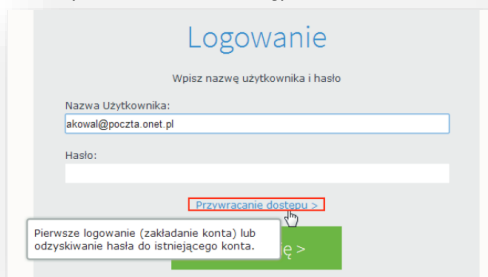 Logowanie
Wpisz nazwę użytkownika i hasło
Nazwa Użytkownika:
akowal@poczta.onet.pl
Hasło:
Przywracanie dostępu >
Pierwsze logowanie (zakładanie konta) lub
odzyskiwanie hasła do istniejącego konta.
ę >